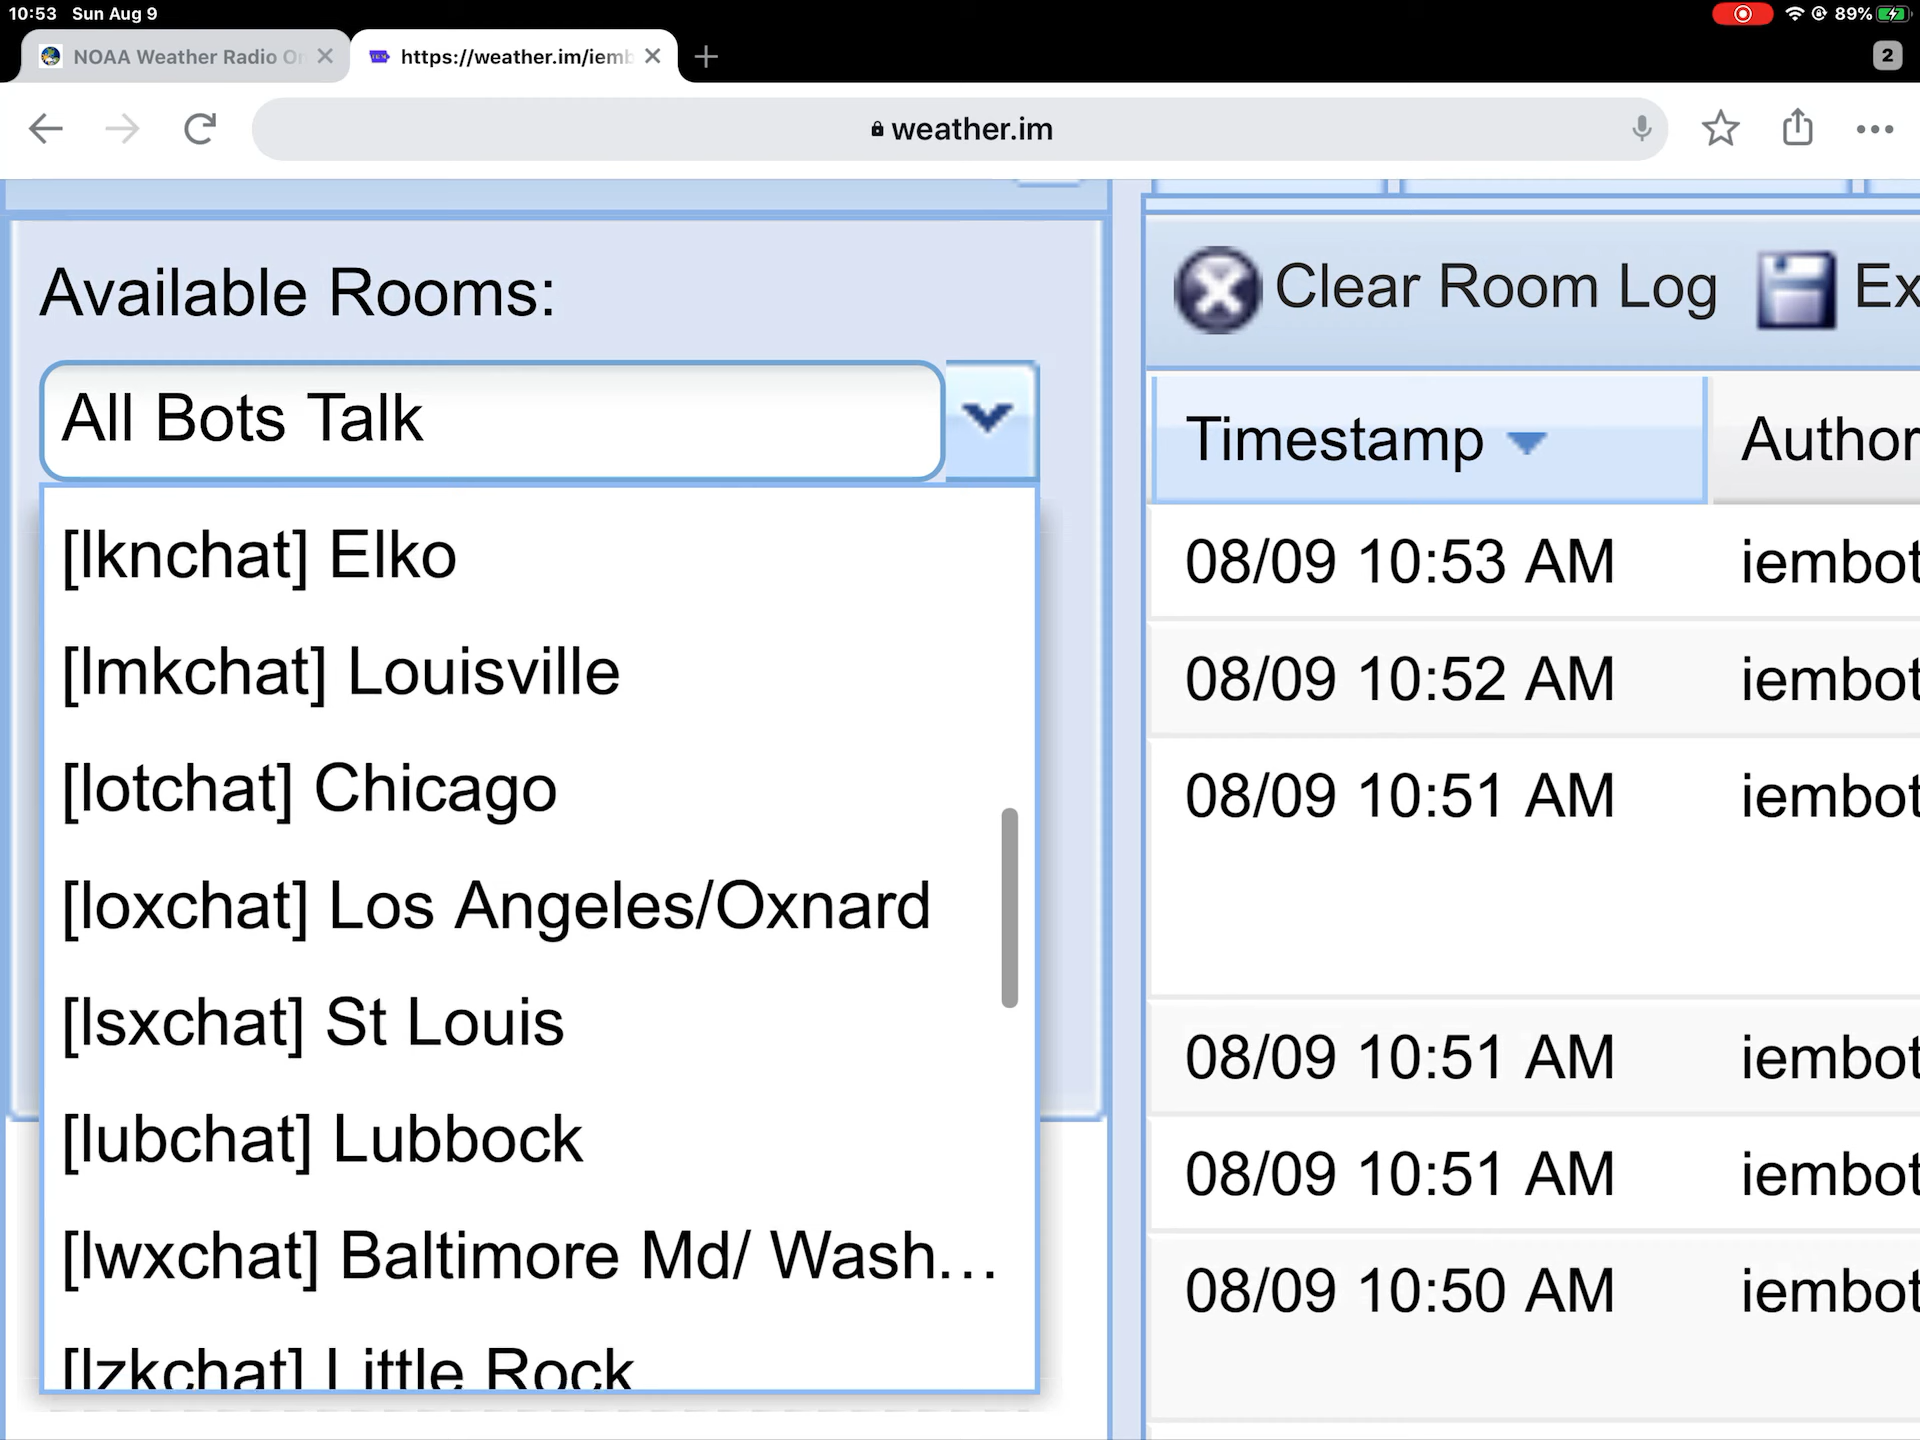 10:53 Sun Aug 9
89%
NOAA Weather Radio Or
https://weather.im/iemb
2
weather.im
Available Rooms:
All Bots Talk
[lknchat] Elko
[lmkchat] Louisville
[lotchat] Chicago
[loxchat] Los Angeles/Oxnard
[lsxchat] St Louis
[lubchat] Lubbock
[lwxchat] Baltimore Md/ Wash...
[lzkchat] Little Rock
Clear Room Log Ex
Timestamp Author
08/09 10:53 AM iembot
08/09 10:52 AM iembot
08/09 10:51 AM iembot
08/09 10:51 AM iembot
08/09 10:51 AM iembot
08/09 10:50 AM iembot